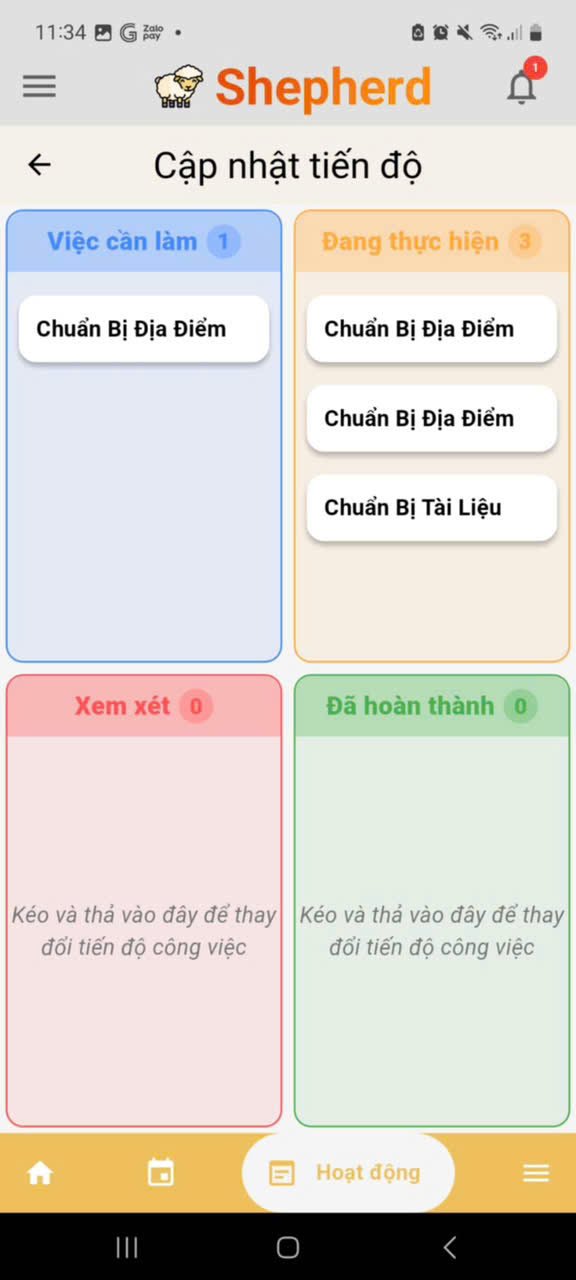 11:34 Zalo pay
1
Shepherd
Cập nhật tiến độ
Việc cần làm 1
Chuẩn Bị Địa Điểm
Đang thực hiện 3
Chuẩn Bị Địa Điểm
Chuẩn Bị Địa Điểm
Chuẩn Bị Tài Liệu
Xem xét 0
Kéo và thả vào đây để thay
đổi tiến độ công việc
Đã hoàn thành 0
Kéo và thả vào đây để thay
đổi tiến độ công việc
Hoạt động